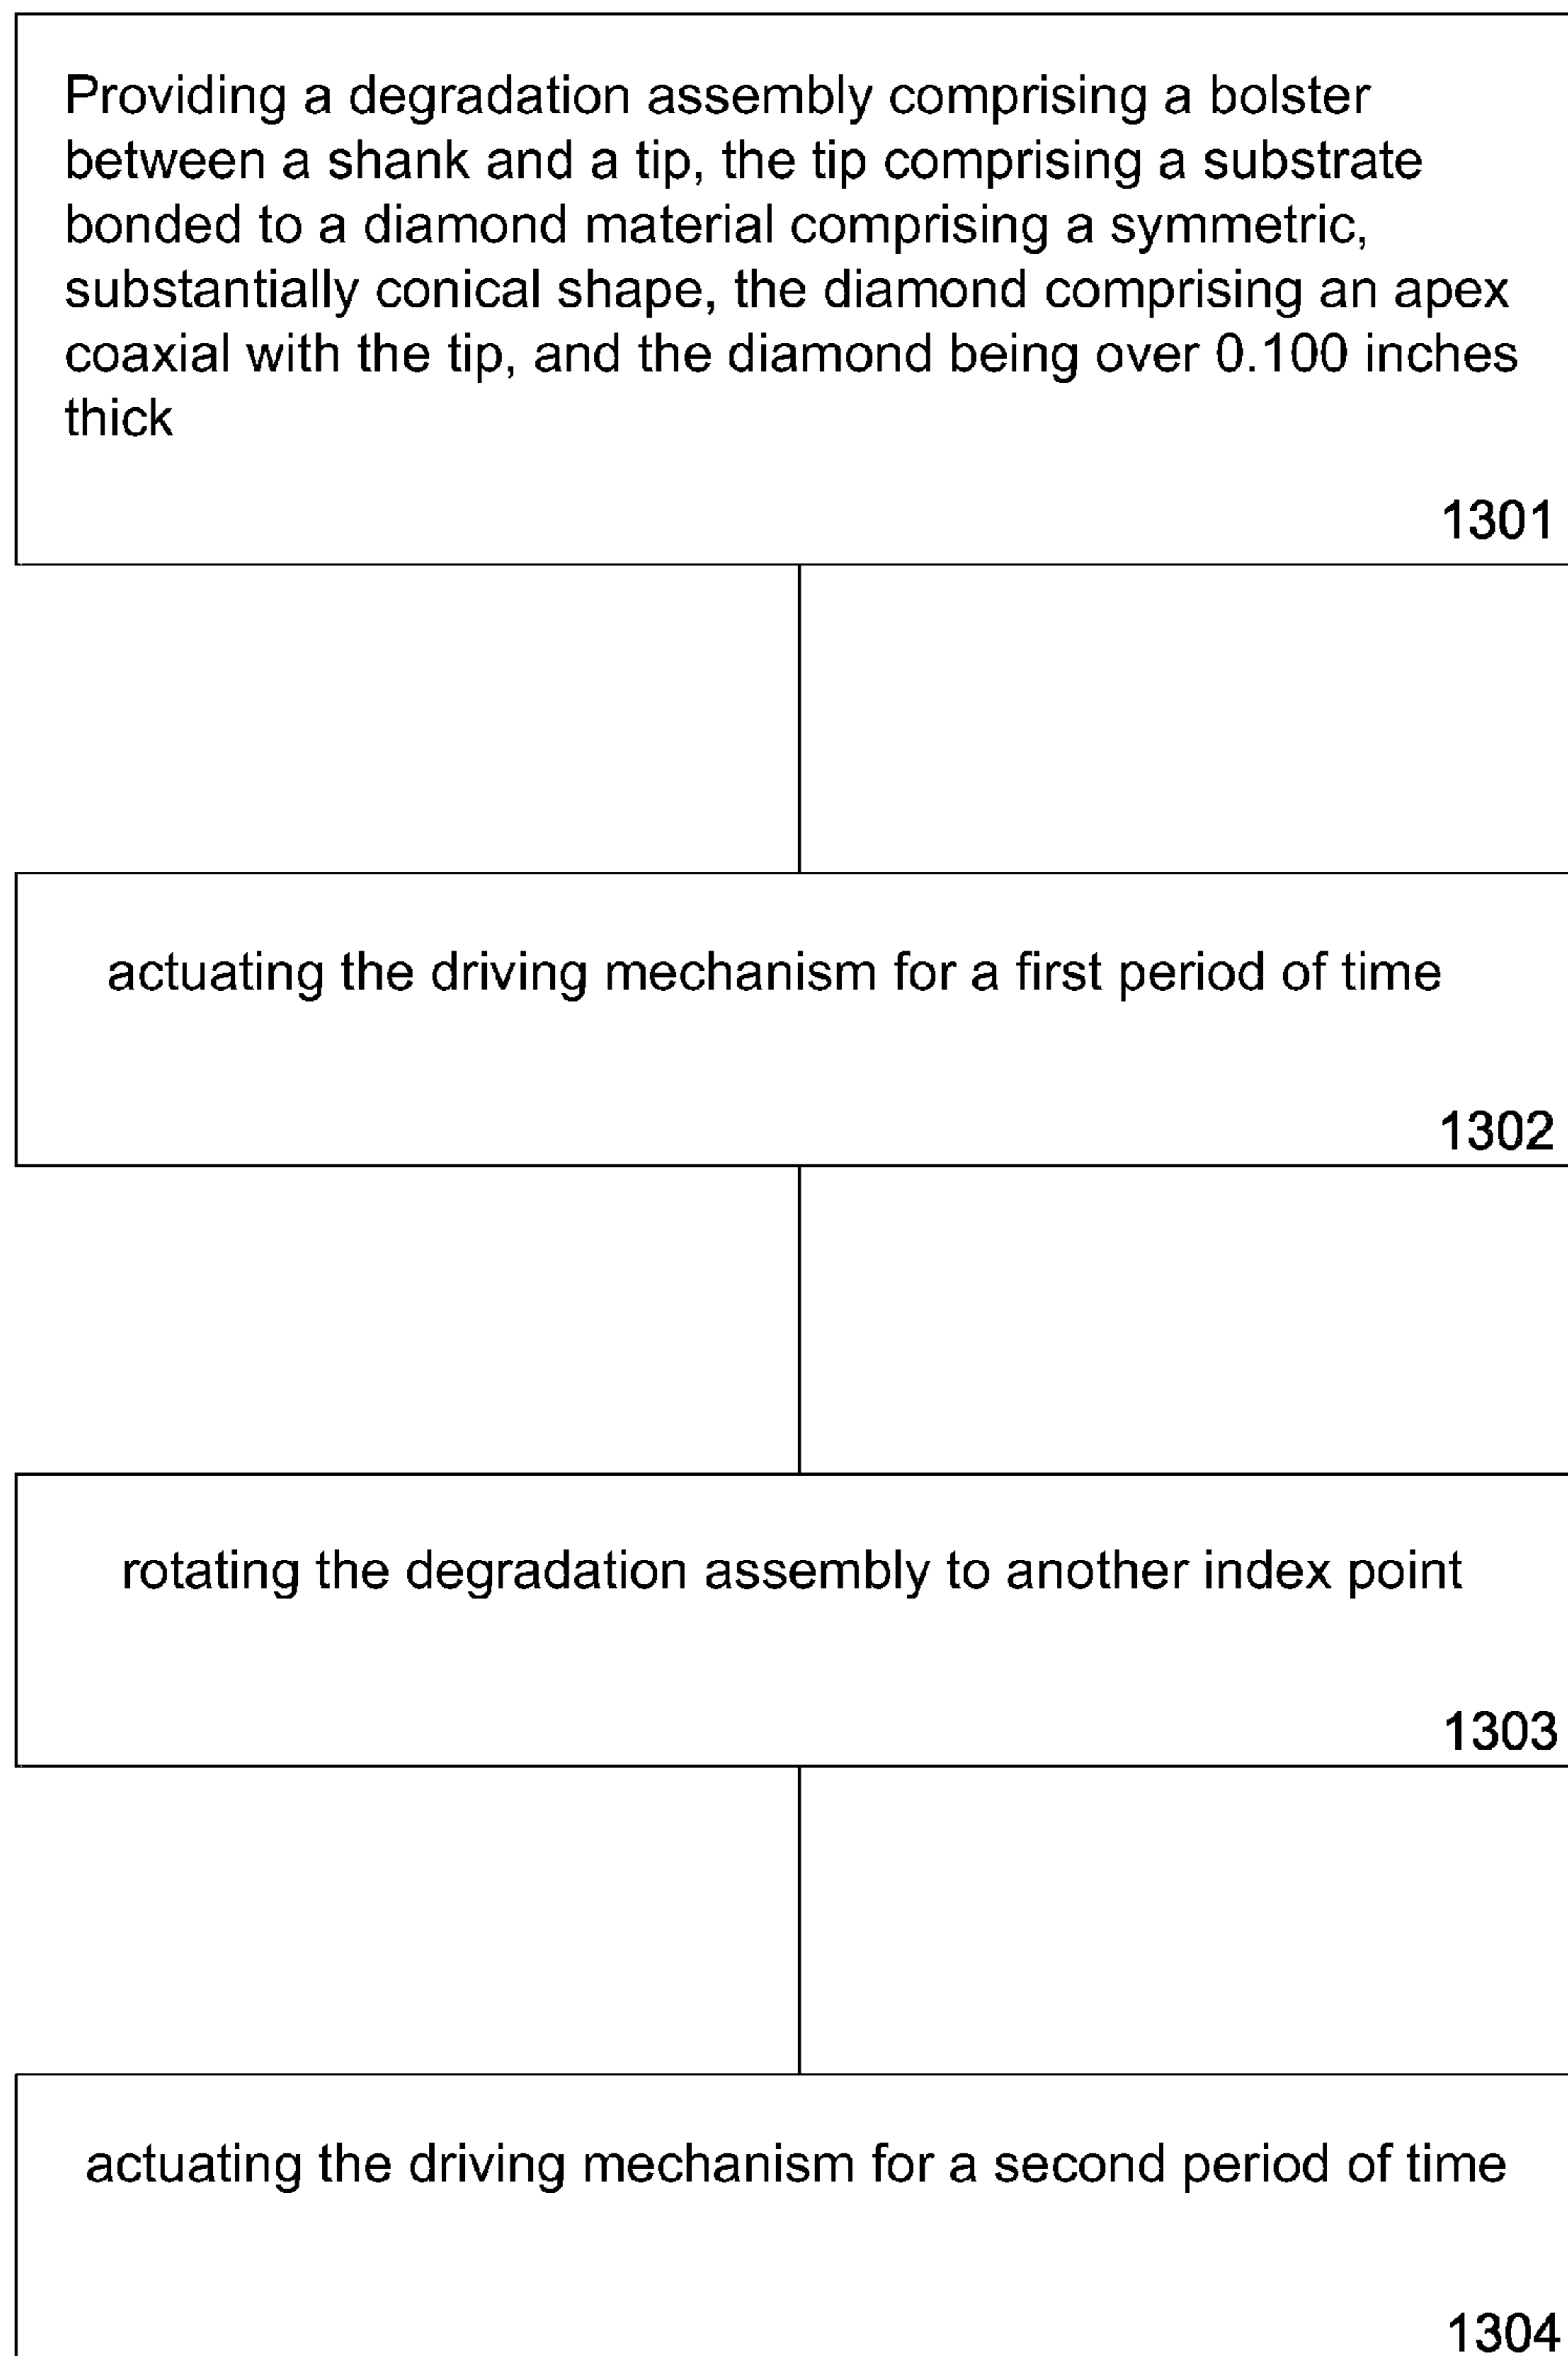 Providing a degradation assembly comprising a bolster
between a shank and a tip, the tip comprising a substrate
bonded to a diamond material comprising a symmetric,
substantially conical shape, the diamond comprising an apex
coaxial with the tip, and the diamond being over 0.100 inches
thick
1301
actuating the driving mechanism for a first period of time
1302
rotating the degradation assembly to another index point
1303
actuating the driving mechanism for a second period of time
1304